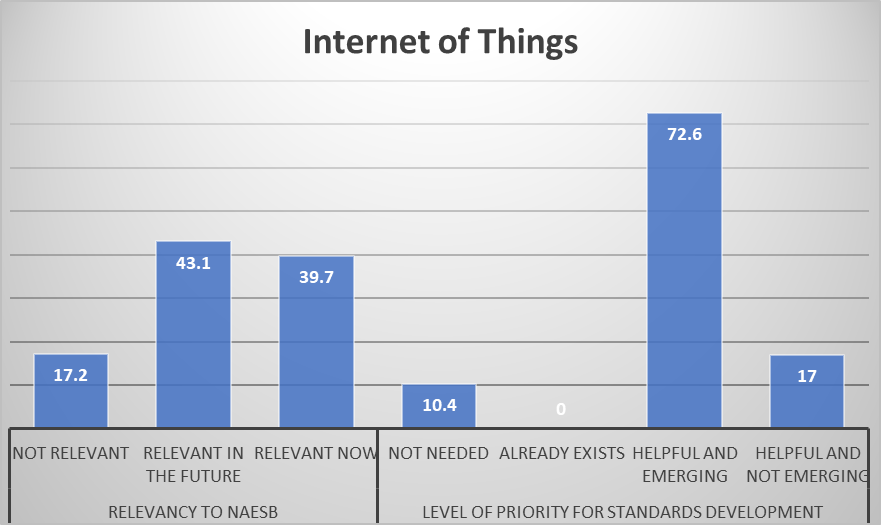 Internet of Things
72.6
43.1
39.7
17.2
17
10.4
0
NOT RELEVANT
RELEVANT IN
THE FUTURE
RELEVANT NOW
NOT NEEDED
ALREADY EXISTS
HELPFUL AND
EMERGING
HELPFUL AND
NOT EMERGING
RELEVANCY TO NAESB
LEVEL OF PRIORITY FOR STANDARDS DEVELOPMENT